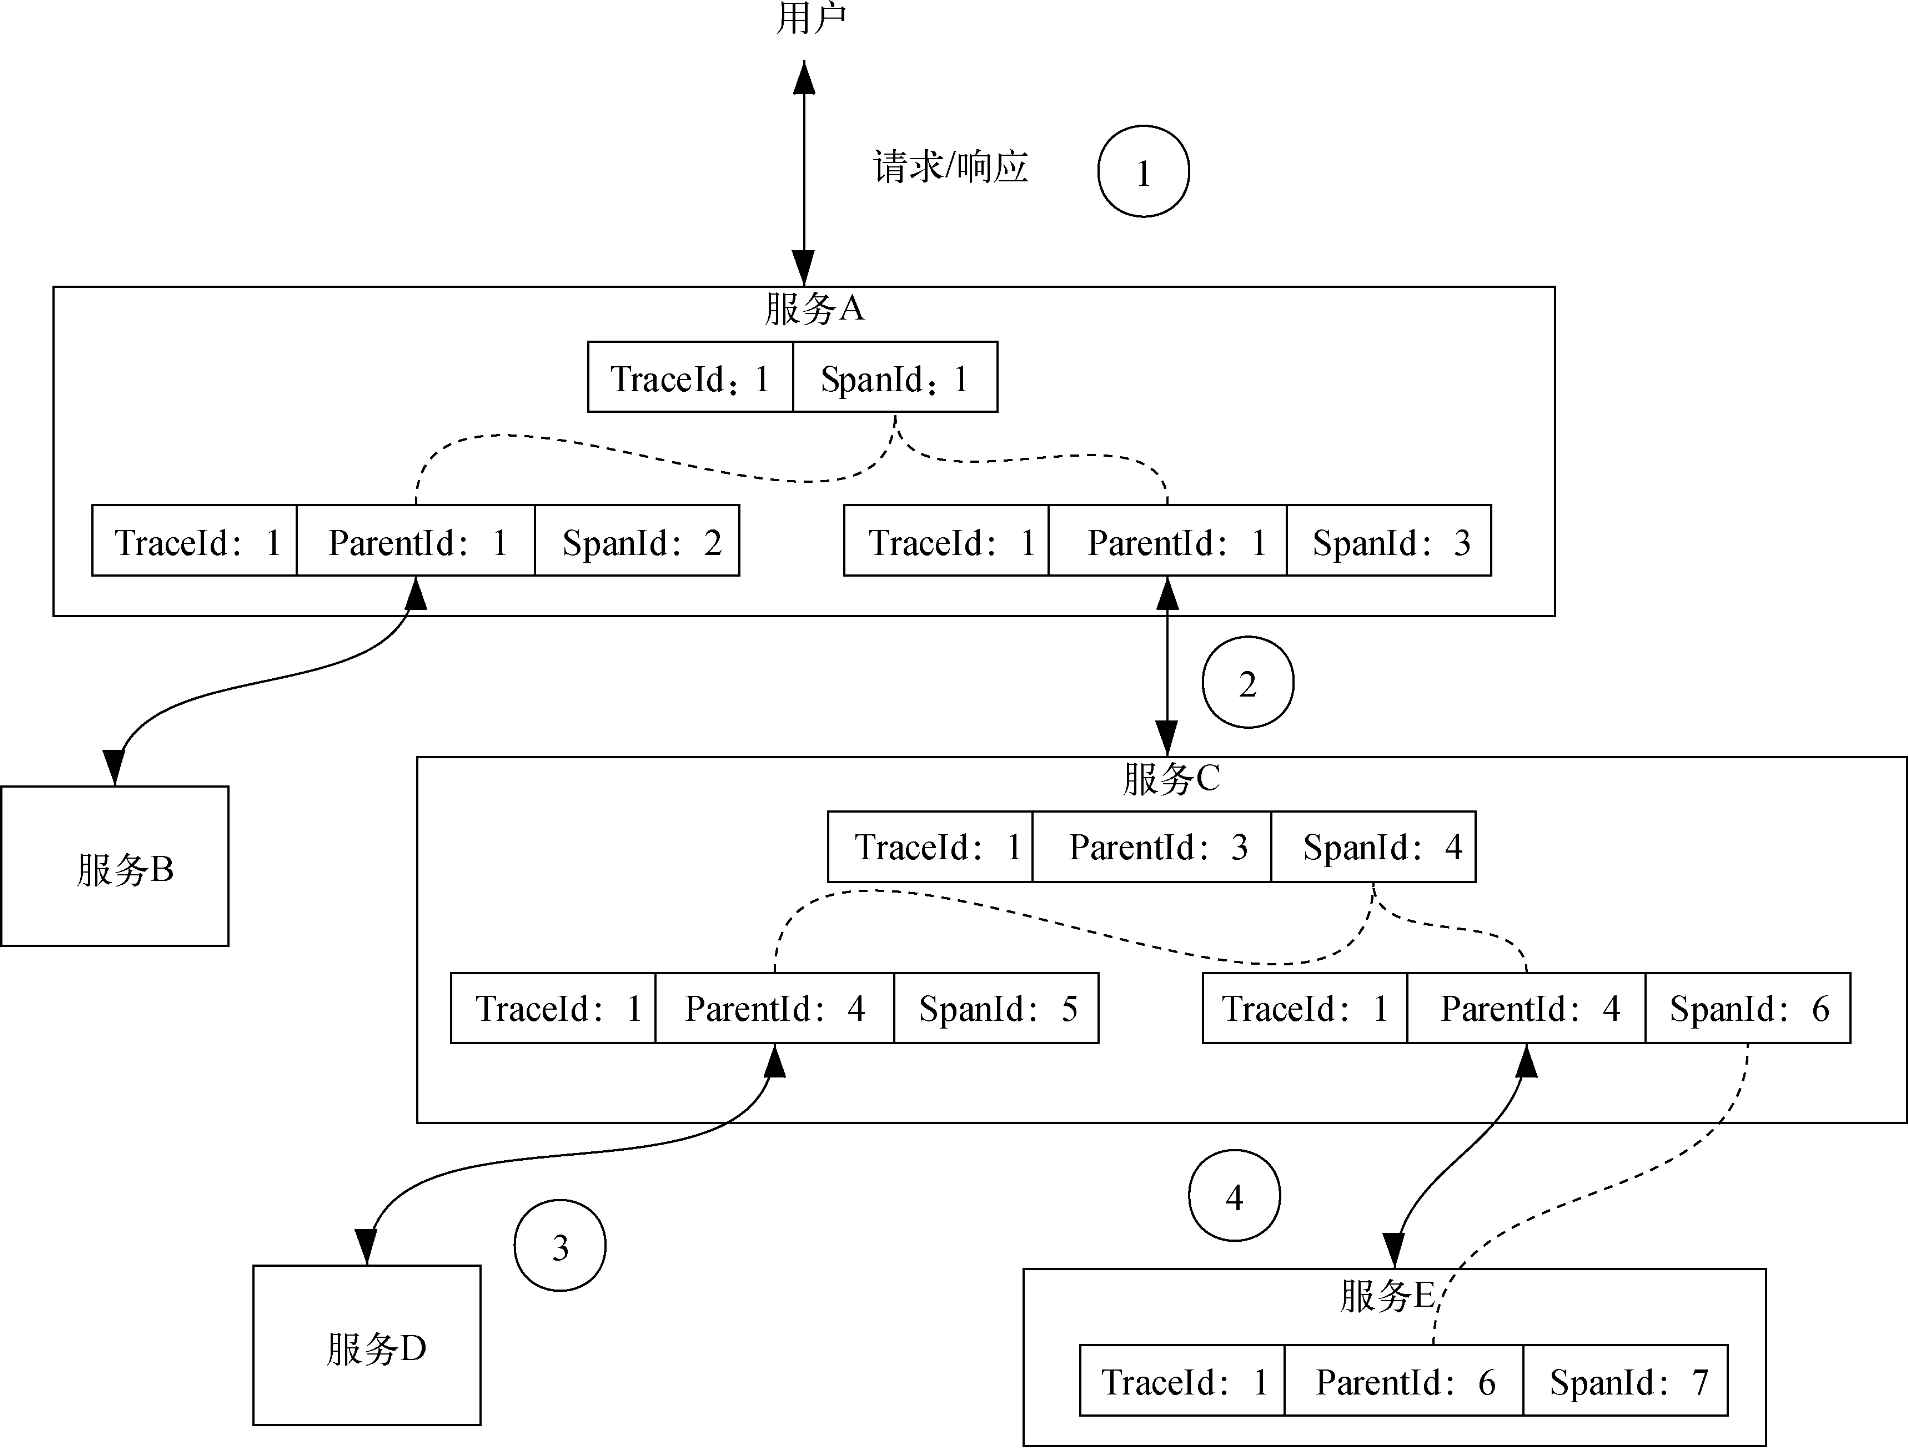 用户
请求/响应
1
服务A
TraceId：1 SpanId：1
TraceId: 1 ParentId: 1 SpanId: 2
TraceId: 1 ParentId: 1 SpanId: 3
2
服务C
TraceId: 1 ParentId: 3 SpanId: 4
服务B
TraceId: 1 ParentId: 4 SpanId: 5
TraceId: 1 ParentId: 4 SpanId: 6
3
4
服务D
服务E
TraceId: 1 ParentId: 6 SpanId: 7